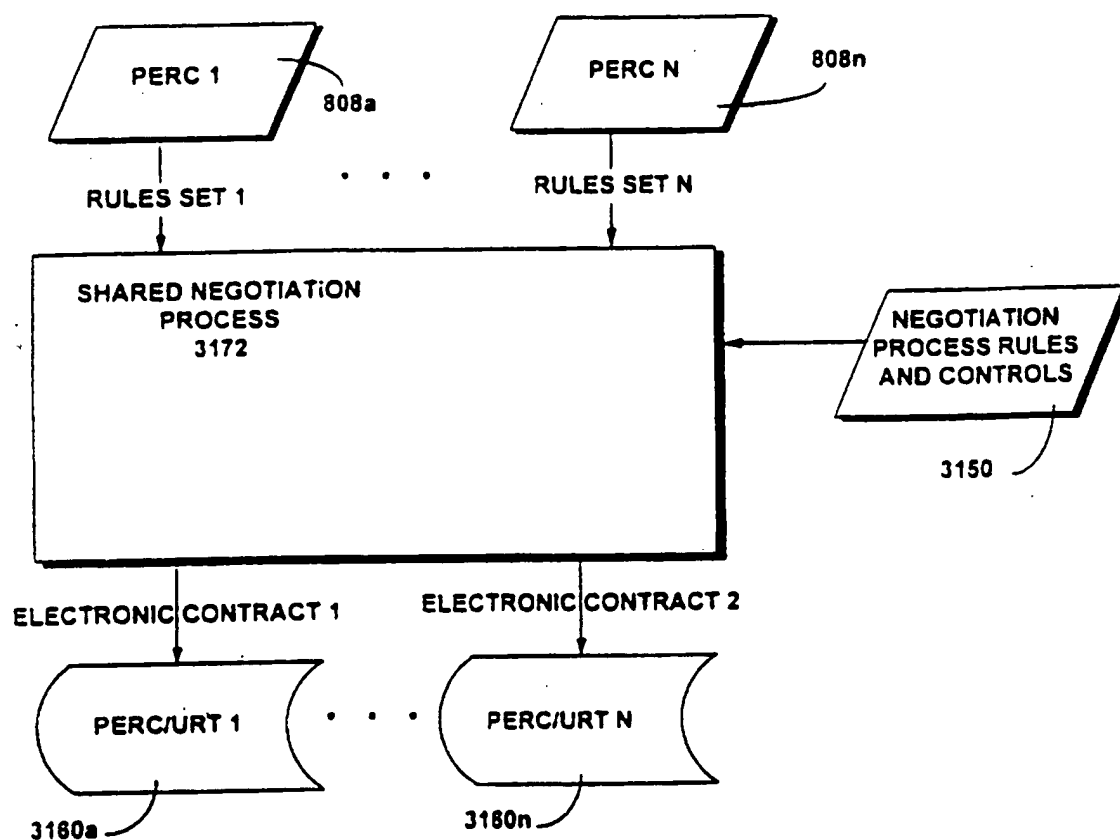 PERC 1
808a
PERC N
808n
RULES SET 1
. . .
RULES SET N
SHARED NEGOTIATION
PROCESS
3172
NEGOTIATION
PROCESS RULES
AND CONTROLS
3150
ELECTRONIC CONTRACT 1
ELECTRONIC CONTRACT 2
PERC/URT 1
. . .
PERC/URT N
3160a
3160n